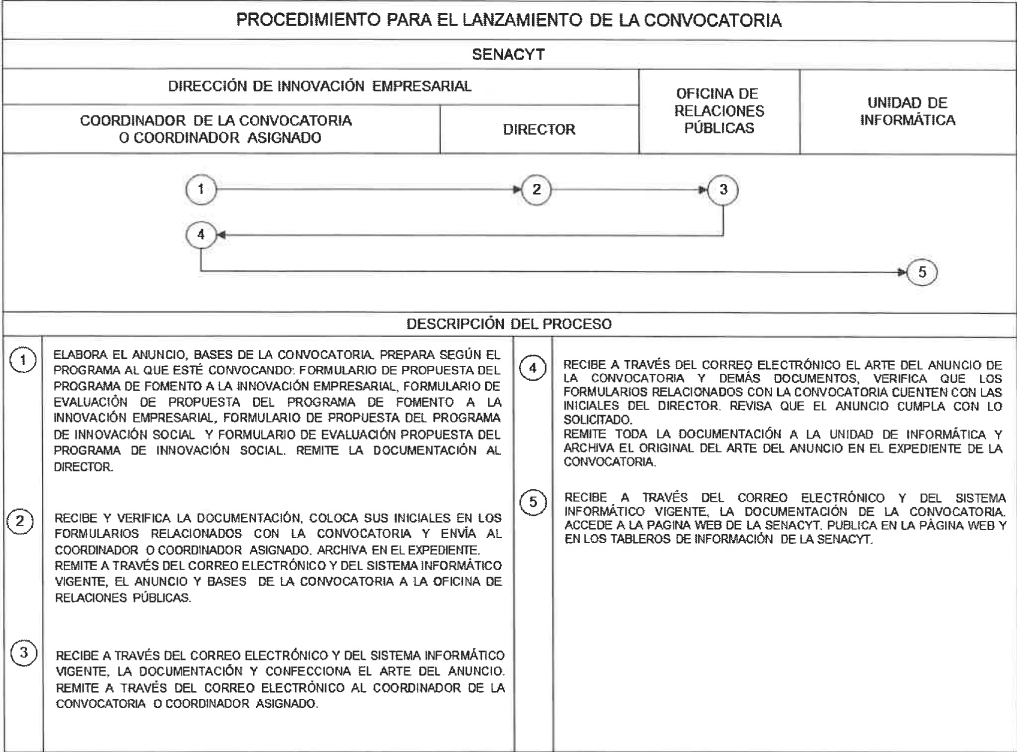 PROCEDIMIENTO PARA EL LANZAMIENTO DE LA CONVOCATORIA
SENACYT
DIRECCIÓN DE INNOVACIÓN EMPRESARIAL
OFICINA DE
RELACIONES
PÚBLICAS
UNIDAD DE
INFORMÁTICA
COORDINADOR DE LA CONVOCATORIA
O COORDINADOR ASIGNADO
DIRECTOR
1
2
3
4
5
DESCRIPCIÓN DEL PROCESO
1
ELABORA EL ANUNCIO, BASES DE LA CONVOCATORIA. PREPARA SEGÚN EL
PROGRAMA AL QUE ESTÉ CONVOCANDO: FORMULARIO DE PROPUESTA DEL
PROGRAMA DE FOMENTO A LA INNOVACIÓN EMPRESARIAL, FORMULARIO DE
EVALUACIÓN DE PROPUESTA DEL PROGRAMA DE FOMENTO A LA
INNOVACIÓN EMPRESARIAL, FORMULARIO DE PROPUESTA DEL PROGRAMA
DE INNOVACIÓN SOCIAL Y FORMULARIO DE EVALUACIÓN PROPUESTA DEL
PROGRAMA DE INNOVACIÓN SOCIAL. REMITE LA DOCUMENTACIÓN AL
DIRECTOR.
2
RECIBE Y VERIFICA LA DOCUMENTACIÓN, COLOCA SUS INICIALES EN LOS
FORMULARIOS RELACIONADOS CON LA CONVOCATORIA Y ENVÍA AL
COORDINADOR O COORDINADOR ASIGNADO. ARCHIVA EN EL EXPEDIENTE.
REMITE A TRAVÉS DEL CORREO ELECTRÓNICO Y DEL SISTEMA INFORMÁTICO
VIGENTE, EL ANUNCIO Y BASES DE LA CONVOCATORIA A LA OFICINA DE
RELACIONES PÚBLICAS.
3
RECIBE A TRAVÉS DEL CORREO ELECTRÓNICO Y DEL SISTEMA INFORMÁTICO
VIGENTE, LA DOCUMENTACIÓN Y CONFECCIONA EL ARTE DEL ANUNCIO.
REMITE A TRAVÉS DEL CORREO ELECTRÓNICO AL COORDINADOR DE LA
CONVOCATORIA O COORDINADOR ASIGNADO.
4
RECIBE A TRAVÉS DEL CORREO ELECTRÓNICO EL ARTE DEL ANUNCIO DE
LA CONVOCATORIA Y DEMÁS DOCUMENTOS, VERIFICA QUE LOS
FORMULARIOS RELACIONADOS CON LA CONVOCATORIA CUENTEN CON LAS
INICIALES DEL DIRECTOR. REVISA QUE EL ANUNCIO CUMPLA CON LO
SOLICITADO.
REMITE TODA LA DOCUMENTACIÓN A LA UNIDAD DE INFORMÁTICA Y
ARCHIVA EL ORIGINAL DEL ARTE DEL ANUNCIO EN EL EXPEDIENTE DE LA
CONVOCATORIA.
5
RECIBE A TRAVÉS DEL CORREO ELECTRÓNICO Y DEL SISTEMA
INFORMÁTICO VIGENTE, LA DOCUMENTACIÓN DE LA CONVOCATORIA.
ACCEDE A LA PAGINA WEB DE LA SENACYT. PUBLICA EN LA PÁGINA WEB Y
EN LOS TABLEROS DE INFORMACIÓN DE LA SENACYT.